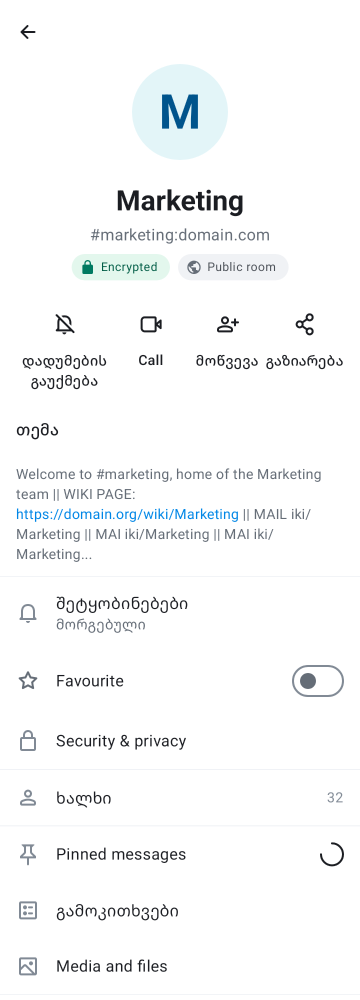 M
Marketing
#marketing:domain.com
Encrypted
Public room
დადუმების გაუქმება
Call
მოწვევა
გაზიარება
თემა
Welcome to #marketing, home of the Marketing
team || WIKI PAGE:
https://domain.org/wiki/Marketing || MAIL iki/
Marketing || MAI iki/Marketing || MAI iki/
Marketing...
შეტყობინებები
მორგებული
Favourite
Security & privacy
ხალხი
32
Pinned messages
გამოკითხვები
Media and files